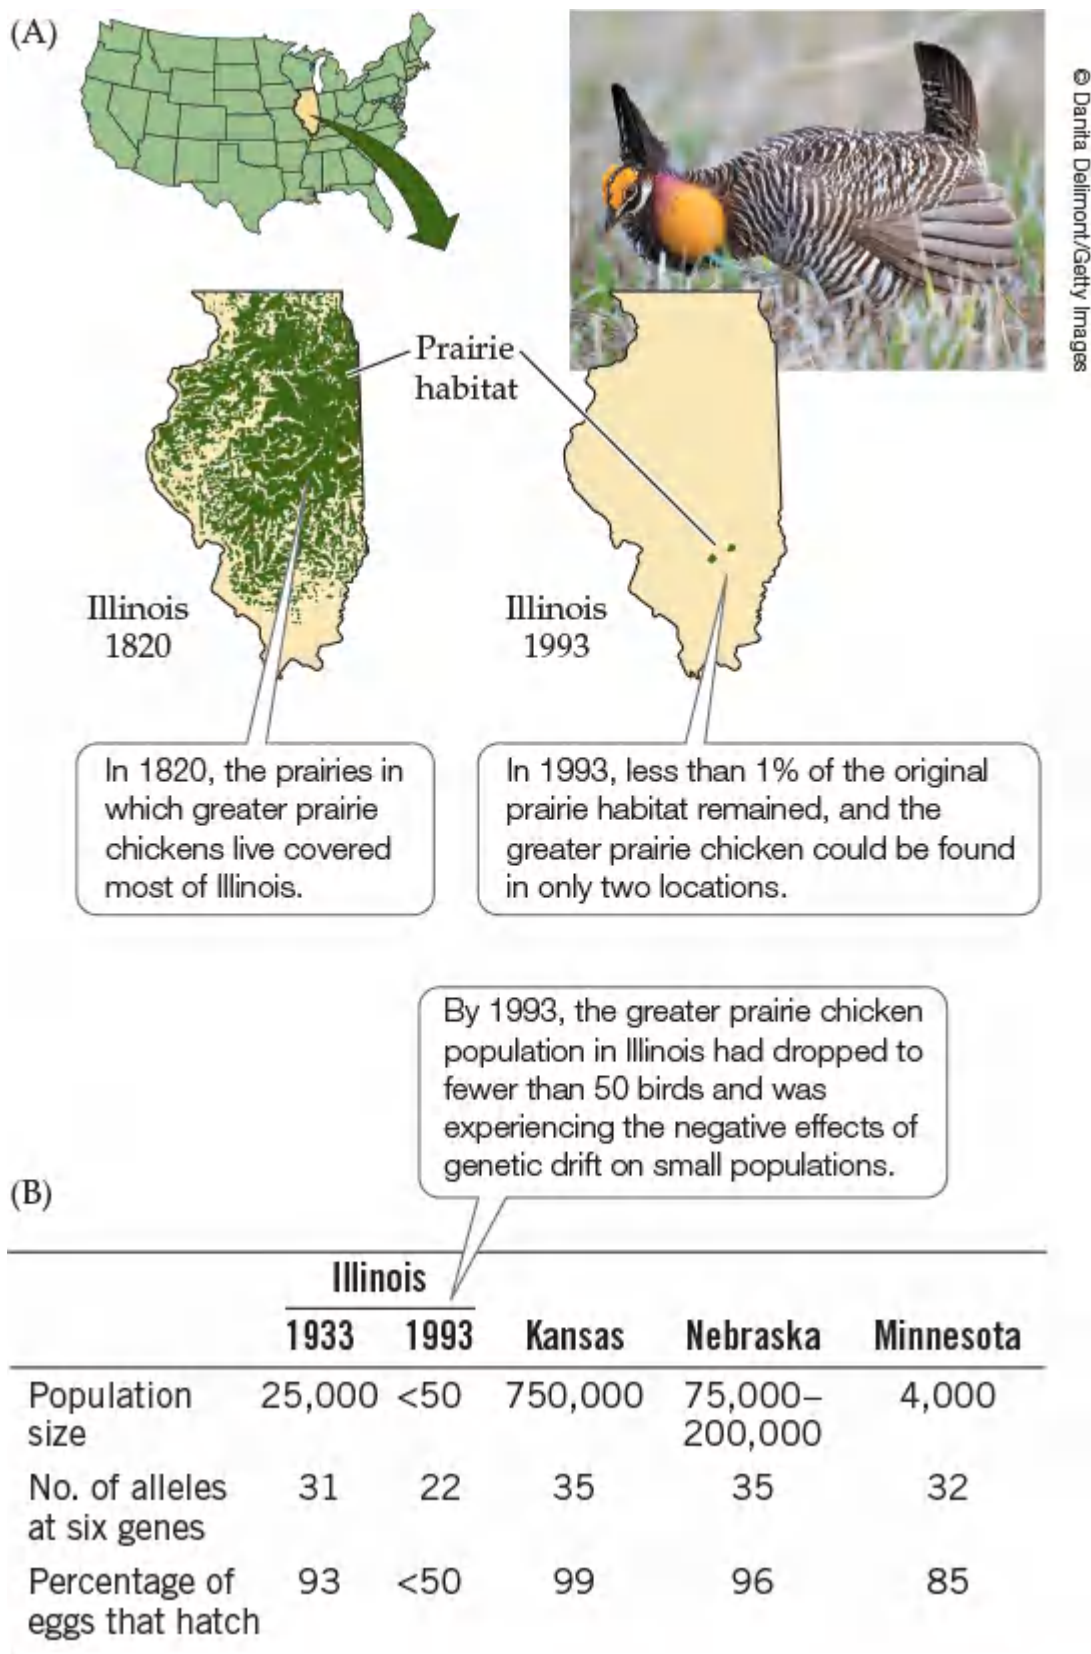 (A)
© Danita Delimont/Getty Images
Prairie
habitat
Illinois
1820
Illinois
1993
In 1820, the prairies in
which greater prairie
chickens live covered
most of Illinois.
In 1993, less than 1% of the original
prairie habitat remained, and the
greater prairie chicken could be found
in only two locations.
By 1993, the greater prairie chicken
population in Illinois had dropped to
fewer than 50 birds and was
experiencing the negative effects of
genetic drift on small populations.
(B)
Illinois
1933 1993 Kansas Nebraska Minnesota
Population 25,000 <50 750,000 75,000– 4,000
size 200,000
No. of alleles 31 22 35 35 32
at six genes
Percentage of 93 <50 99 96 85
eggs that hatch